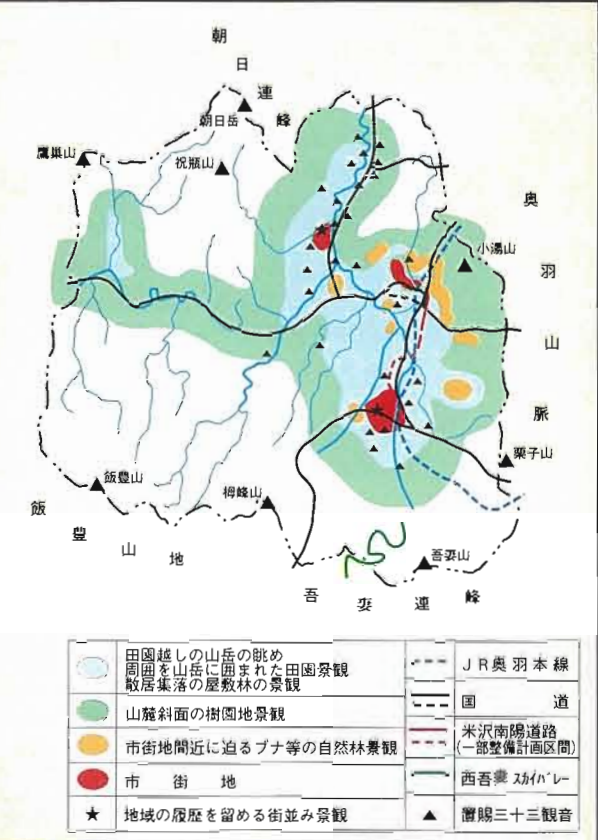 朝日連峰
朝日岳
鷹巣山
祝瓶山
奥羽山脈
小湯山
栗子山
飯豊山
栂峰山
飯豊山地
吾妻山
吾妻連峰
田園越しの山岳の眺め
周囲を山岳に囲まれた田園景観
散居集落の屋敷林の景観
山麓斜面の樹園地景観
市街地間近に迫るブナ等の自然林景観
市街地
地域の履歴を留める街並み景観
JR奥羽本線
国道
米沢南陽道路
(一部整備計画区間)
西吾妻スカイバレー
置賜三十三観音